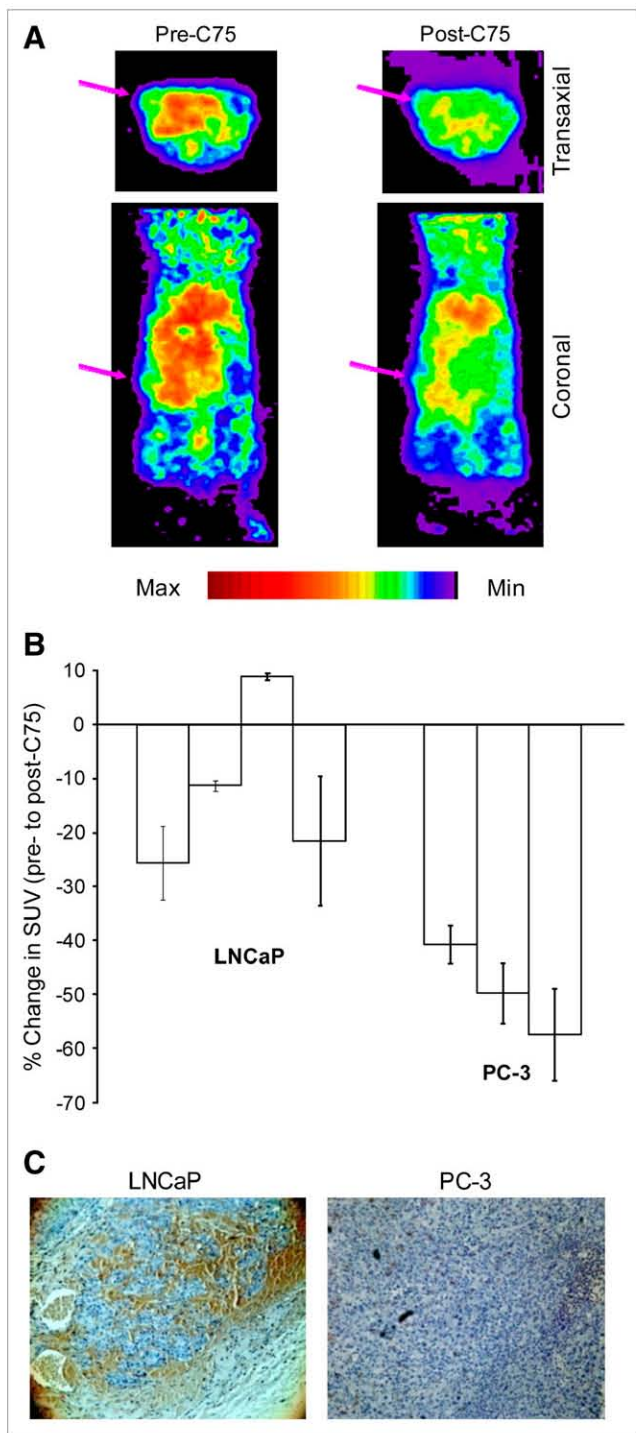 A
Pre-C75 Post-C75
Transaxial
Coronal
Max Min
B
% Change in SUV (pre- to post-C75)
10
0
-10
-20
-30
-40
-50
-60
-70
LNCaP
PC-3
C
LNCaP PC-3